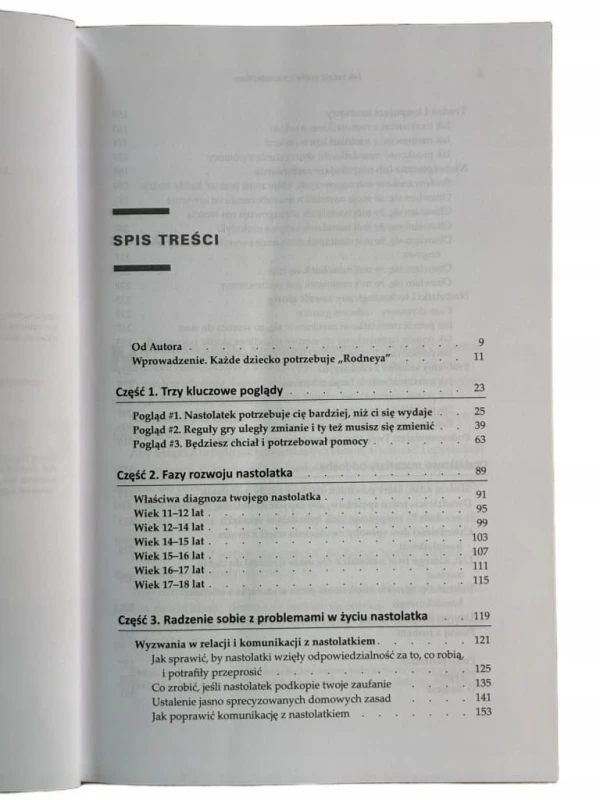 SPIS TREŚCI
Od Autora . . . . . . . . . . . . . . 9
Wprowadzenie. Każde dziecko potrzebuje „Rodneya” . . . . 11
Część 1. Trzy kluczowe poglądy . . . . . . . . . 23
Pogląd #1. Nastolatek potrzebuje cię bardziej, niż ci się wydaje . . 25
Pogląd #2. Reguły gry uległy zmianie i ty też musisz się zmienić . . 39
Pogląd #3. Będziesz chciał i potrzebował pomocy . . . . . 63
Część 2. Fazy rozwoju nastolatka . . . . . . . . 89
Właściwa diagnoza twojego nastolatka . . . . . . . 91
Wiek 11–12 lat . . . . . . . . . . . . . 95
Wiek 12–14 lat . . . . . . . . . . . . . 99
Wiek 14–15 lat . . . . . . . . . . . . . 103
Wiek 15–16 lat . . . . . . . . . . . . . 107
Wiek 16–17 lat . . . . . . . . . . . . . 111
Wiek 17–18 lat . . . . . . . . . . . . . 115
Część 3. Radzenie sobie z problemami w życiu nastolatka . . 119
Wyzwania w relacji i komunikacji z nastolatkiem . . . . . 121
Jak sprawić, by nastolatki wzięły odpowiedzialność za to, co robią,
i potrafiły przeprosić . . . . . . . . . . 125
Co zrobić, jeśli nastolatek podkopie twoje zaufanie . . . . 135
Ustalenie jasno sprecyzowanych domowych zasad . . . . 141
Jak poprawić komunikację z nastolatkiem . . . . . . 153